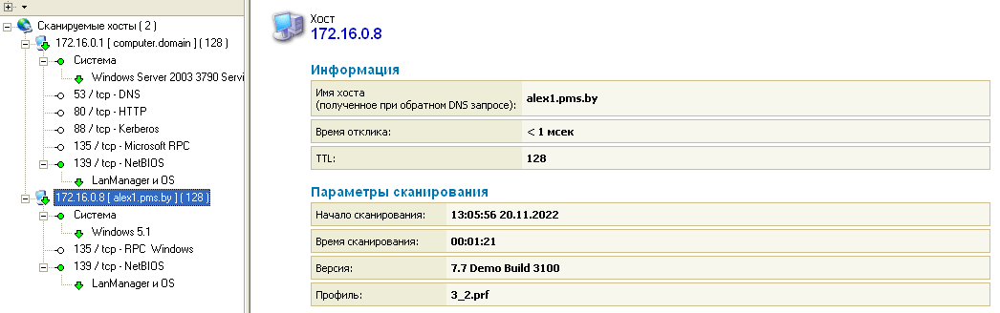 Сканируемые хосты ( 2 )
172.16.0.1 [ computer.domain ] ( 128 )
Система
Windows Server 2003 3790 Servi
53 / tcp - DNS
80 / tcp - HTTP
88 / tcp - Kerberos
135 / tcp - Microsoft RPC
139 / tcp - NetBIOS
LanManager и OS
172.16.0.8 [ alex1.pms.by ] ( 128 )
Система
Windows 5.1
135 / tcp - RPC Windows
139 / tcp - NetBIOS
LanManager и OS
Хост
172.16.0.8
Информация
Имя хоста
(полученное при обратном DNS запросе): alex1.pms.by
Время отклика: < 1 мсек
TTL: 128
Параметры сканирования
Начало сканирования: 13:05:56 20.11.2022
Время сканирования: 00:01:21
Версия: 7.7 Demo Build 3100
Профиль: 3_2.prf